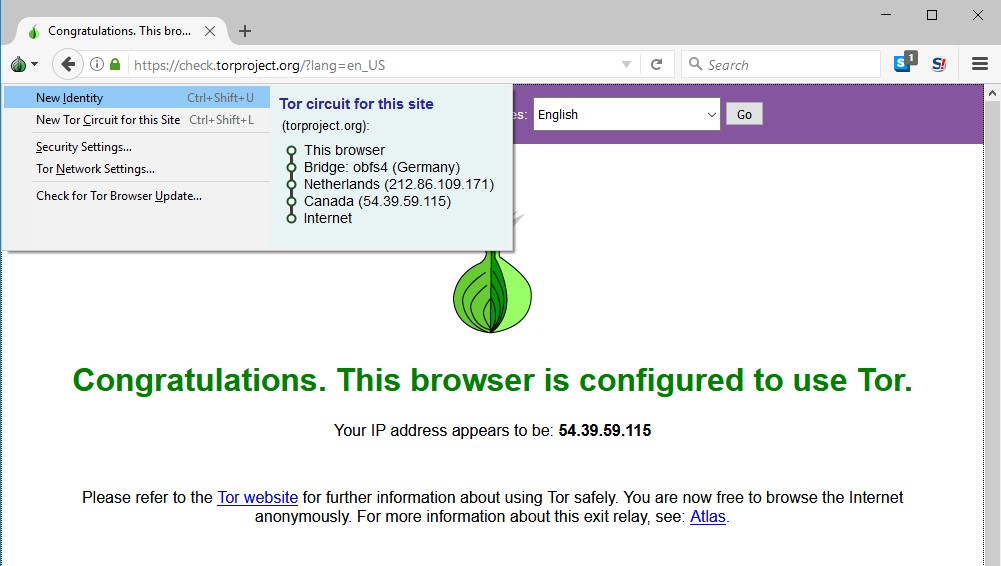 Congratulations. This bro...
https://check.torproject.org/?lang=en_US
Search
S 1
S!
New Identity Ctrl+Shift+U
New Tor Circuit for this Site Ctrl+Shift+L
Security Settings...
Tor Network Settings...
Check for Tor Browser Update...
Tor circuit for this site
(torproject.org):
This browser
Bridge: obfs4 (Germany)
Netherlands (212.86.109.171)
Canada (54.39.59.115)
Internet
English
Go
Congratulations. This browser is configured to use Tor.
Your IP address appears to be: 54.39.59.115
Please refer to the Tor website for further information about using Tor safely. You are now free to browse the Internet
anonymously. For more information about this exit relay, see: Atlas.